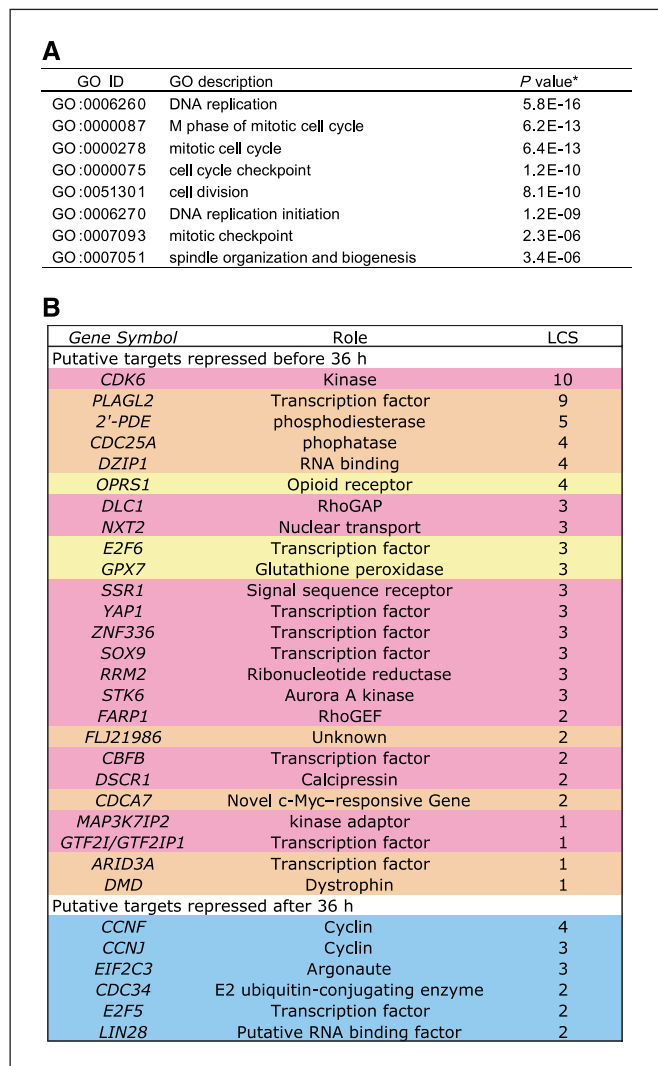 A
GO ID GO description P value*
GO:0006260 DNA replication 5.8E-16
GO:0000087 M phase of mitotic cell cycle 6.2E-13
GO:0000278 mitotic cell cycle 6.4E-13
GO:0000075 cell cycle checkpoint 1.2E-10
GO:0051301 cell division 8.1E-10
GO:0006270 DNA replication initiation 1.2E-09
GO:0007093 mitotic checkpoint 2.3E-06
GO:0007051 spindle organization and biogenesis 3.4E-06
B
Gene Symbol Role LCS
Putative targets repressed before 36 h
CDK6 Kinase 10
PLAGL2 Transcription factor 9
2'-PDE phosphodiesterase 5
CDC25A phophatase 4
DZIP1 RNA binding 4
OPRS1 Opioid receptor 4
DLC1 RhoGAP 3
NXT2 Nuclear transport 3
E2F6 Transcription factor 3
GPX7 Glutathione peroxidase 3
SSR1 Signal sequence receptor 3
YAP1 Transcription factor 3
ZNF336 Transcription factor 3
SOX9 Transcription factor 3
RRM2 Ribonucleotide reductase 3
STK6 Aurora A kinase 3
FARP1 RhoGEF 2
FLJ21986 Unknown 2
CBFB Transcription factor 2
DSCR1 Calcipressin 2
CDCA7 Novel c-Myc–responsive Gene 2
MAP3K7IP2 kinase adaptor 1
GTF2I/GTF2IP1 Transcription factor 1
ARID3A Transcription factor 1
DMD Dystrophin 1
Putative targets repressed after 36 h
CCNF Cyclin 4
CCNJ Cyclin 3
EIF2C3 Argonaute 3
CDC34 E2 ubiquitin-conjugating enzyme 2
E2F5 Transcription factor 2
LIN28 Putative RNA binding factor 2